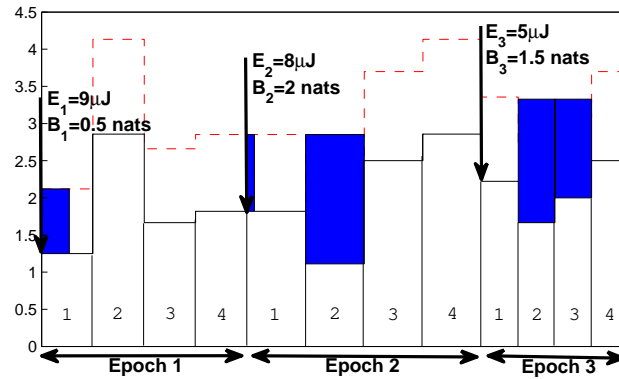 4.5
4
3.5
3
2.5
2
1.5
1
0.5
0
E1=9μJ
B1=0.5 nats
E2=8μJ
B2=2 nats
E3=5μJ
B3=1.5 nats
1 2 3 4 1 2 3 4 1 2 3 4
Epoch 1 Epoch 2 Epoch 3